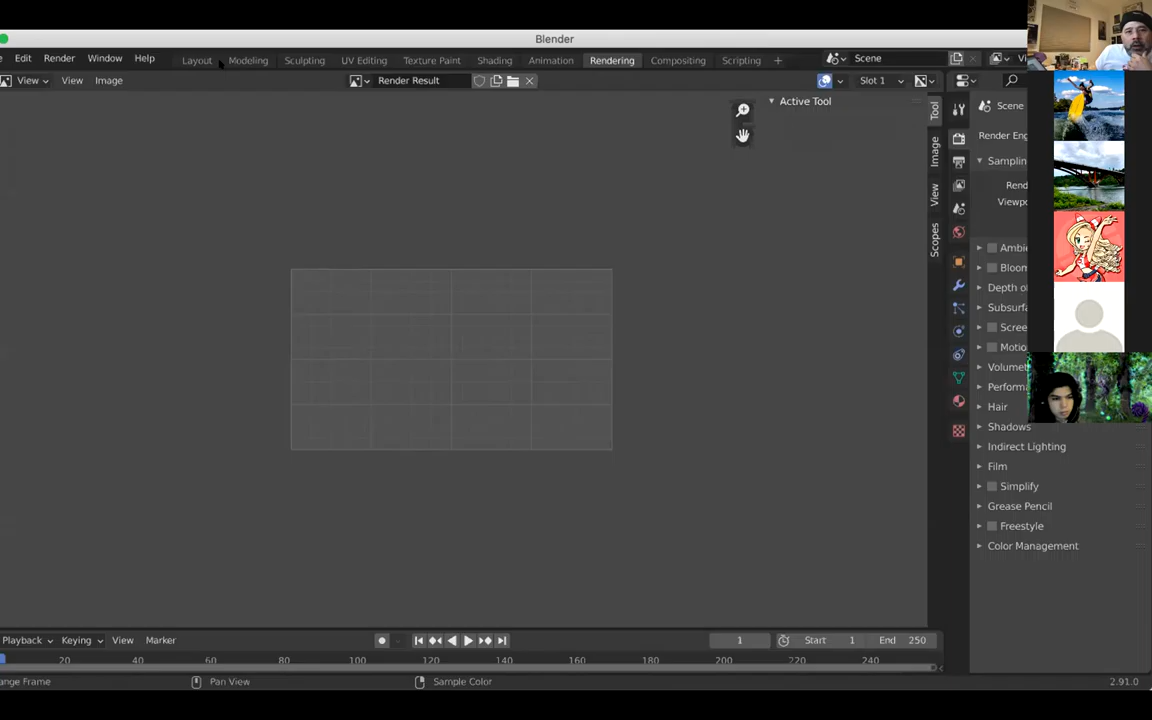 Blender
Edit Render Window Help Layout Modeling Sculpting UV Editing Texture Paint Shading Animation Rendering Compositing Scripting + Scene
View View Image Render Result Slot 1
Active Tool
Tool
Image
View
Scopes
Scene
Render Eng
Samplin
Rend
Viewpo
Ambie
Bloom
Depth of
Subsurf
Scree
Motio
Volumet
Performa
Hair
Shadows
Indirect Lighting
Film
Simplify
Grease Pencil
Freestyle
Color Management
Playback Keying View Marker 1 Start 1 End 250
20 40 60 80 100 120 140 160 180 200 220 240
ange Frame Pan View Sample Color 2.91.0